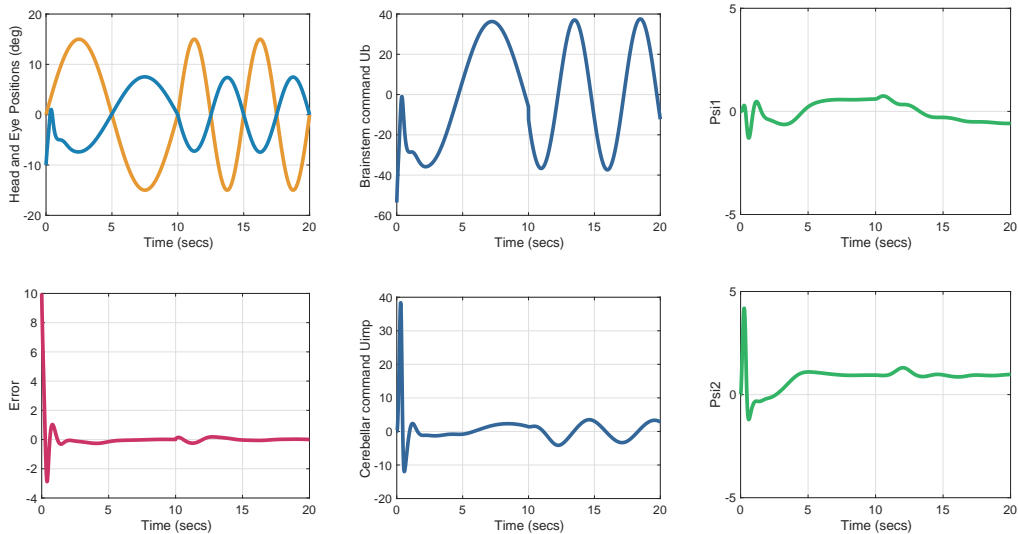 Head and Eye Positions (deg)
20
10
0
-10
-20
0 5 10 15 20
Time (secs)
Brainstem command Ub
40
20
0
-20
-40
-60
0 5 10 15 20
Time (secs)
Psi1
5
0
-5
0 5 10 15 20
Time (secs)
Error
10
8
6
4
2
0
-2
-4
0 5 10 15 20
Time (secs)
Cerebellar command Uimp
40
30
20
10
0
-10
-20
0 5 10 15 20
Time (secs)
Psi2
5
0
-5
0 5 10 15 20
Time (secs)